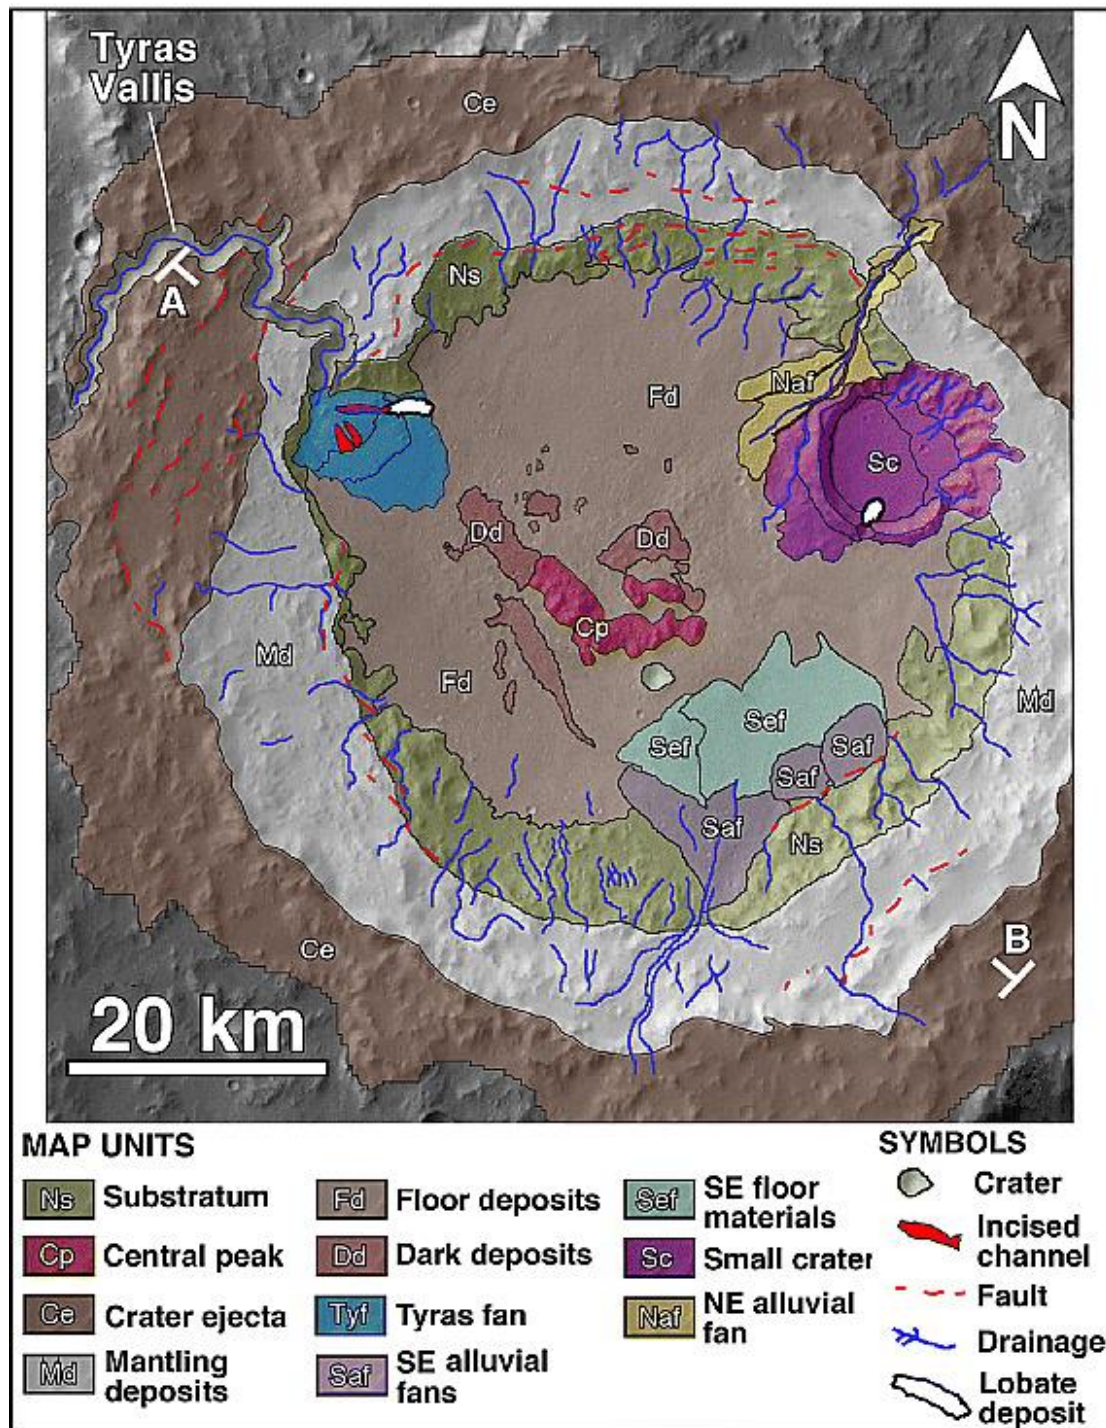 Tyras
Vallis
Ce
N
A
Ns
Fd
Naf
Sc
Dd
Dd
Cp
Md
Fd
Md
Sef
Sef
Saf
Saf
Saf
Ns
Ce
B
20 km
MAP UNITS
Ns Substratum
Cp Central peak
Ce Crater ejecta
Md Mantling
deposits
Fd Floor deposits
Dd Dark deposits
Tyf Tyras fan
Saf SE alluvial
fans
Sef SE floor
materials
Sc Small crater
Naf NE alluvial
fan
SYMBOLS
Crater
Incised
channel
Fault
Drainage
Lobate
deposit